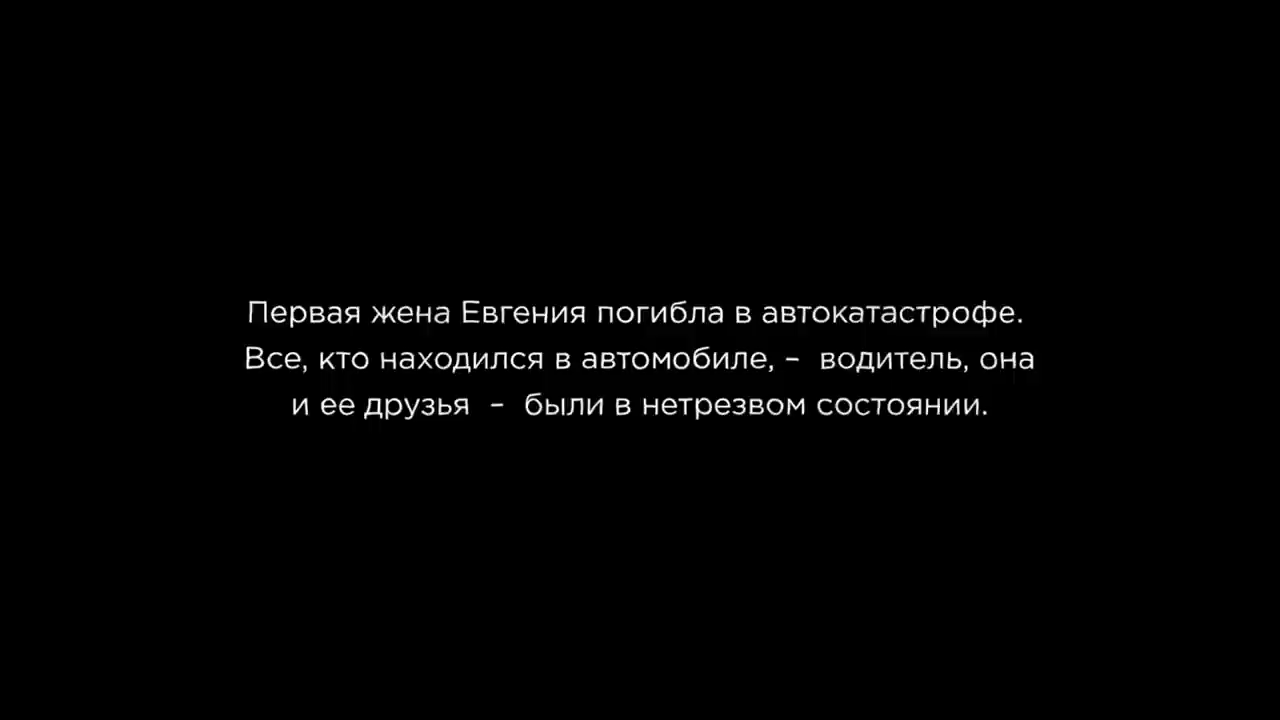 Первая жена Евгения погибла в автокатастрофе.
Все, кто находился в автомобиле, – водитель, она
и ее друзья – были в нетрезвом состоянии.